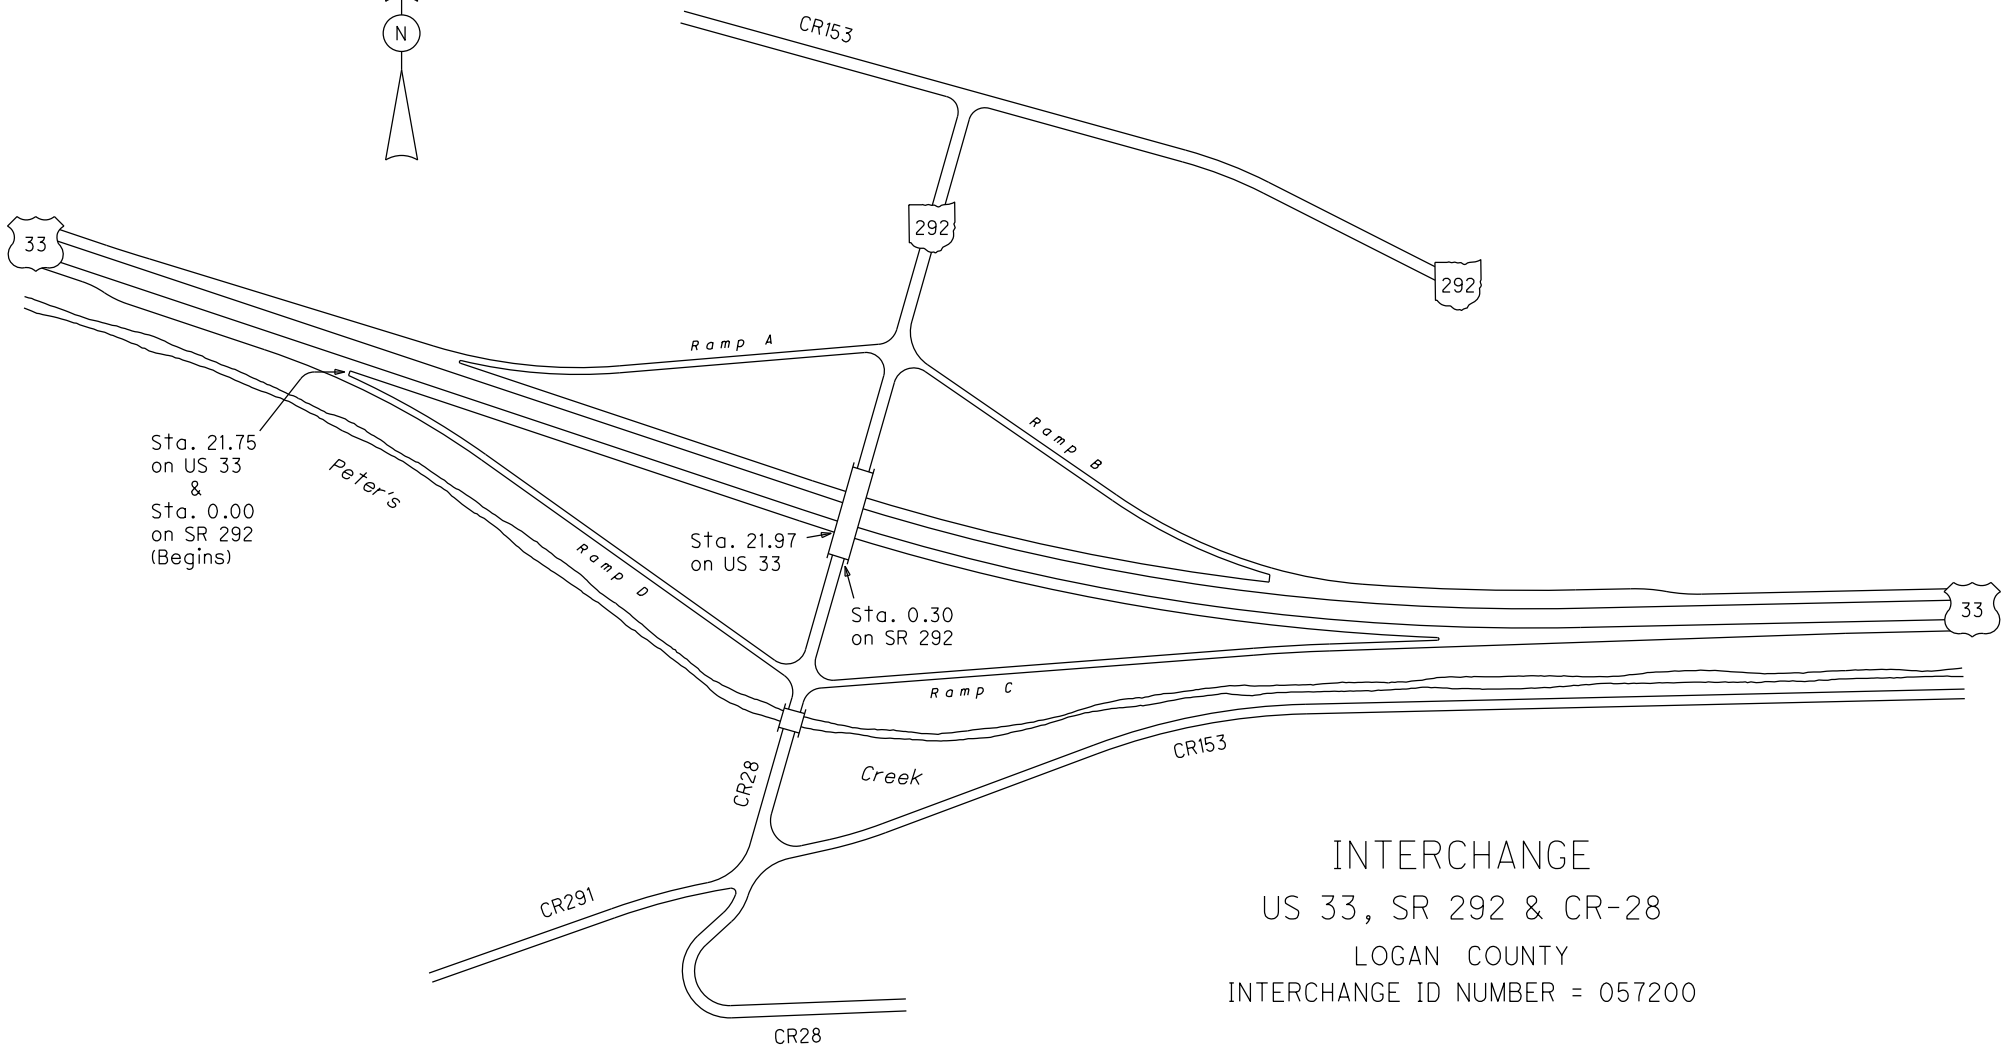 N
CR153
33
292
292
Ramp A
Ramp B
Sta. 21.75
on US 33
&
Sta. 0.00
on SR 292
(Begins)
Peter's
Ramp D
Sta. 21.97
on US 33
Sta. 0.30
on SR 292
33
Ramp C
CR153
CR28
Creek
CR291
CR28
INTERCHANGE
US 33, SR 292 & CR-28
LOGAN COUNTY
INTERCHANGE ID NUMBER = 057200